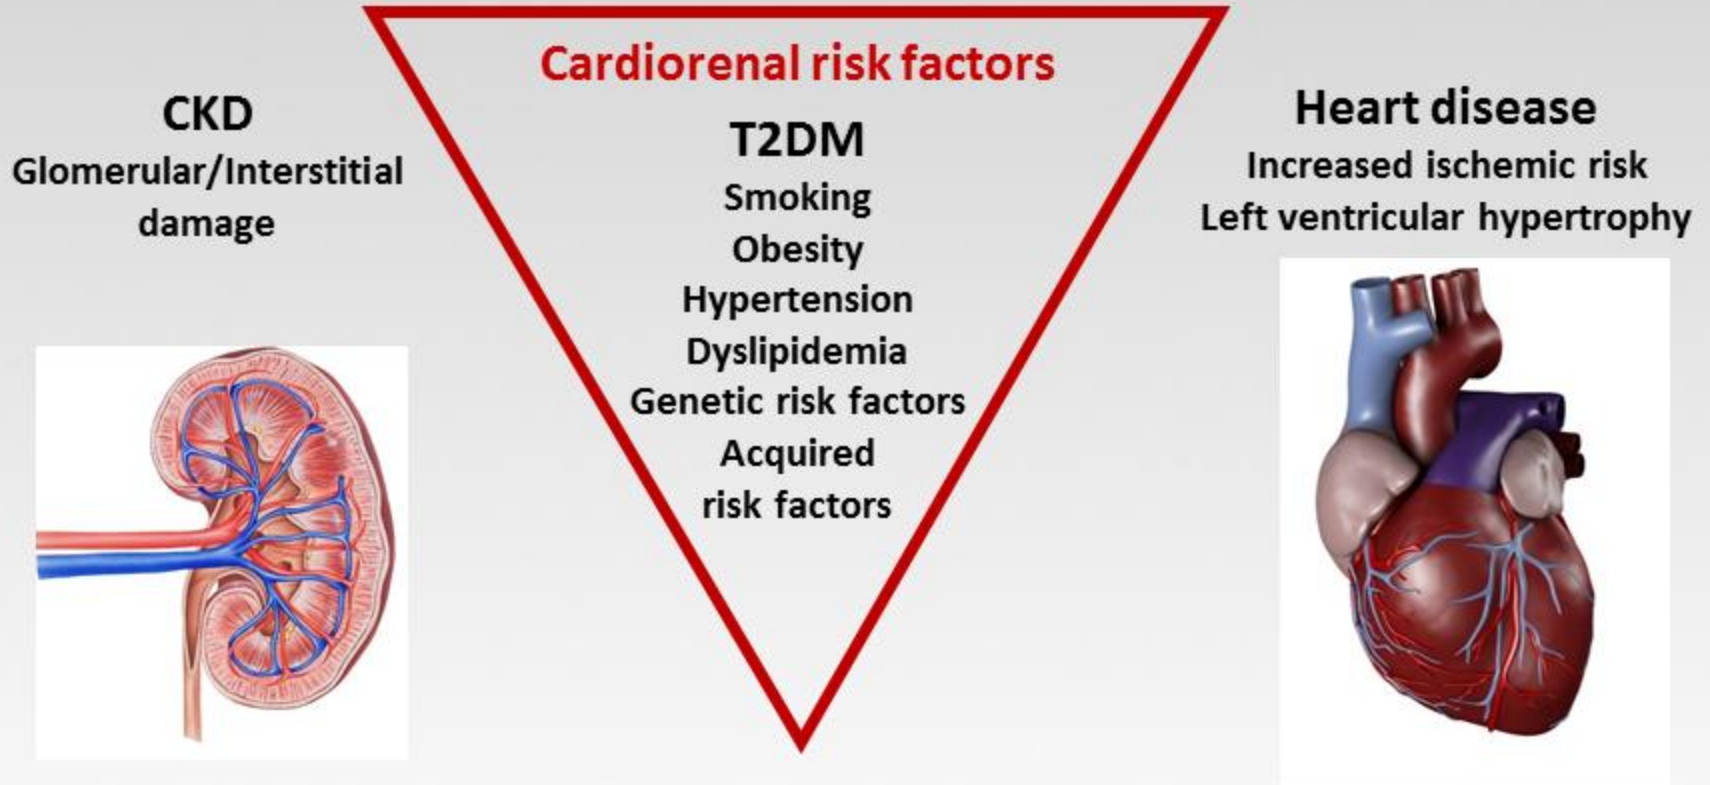 Cardiorenal risk factors
CKD
Glomerular/Interstitial
damage
T2DM
Smoking
Obesity
Hypertension
Dyslipidemia
Genetic risk factors
Acquired
risk factors
Heart disease
Increased ischemic risk
Left ventricular hypertrophy